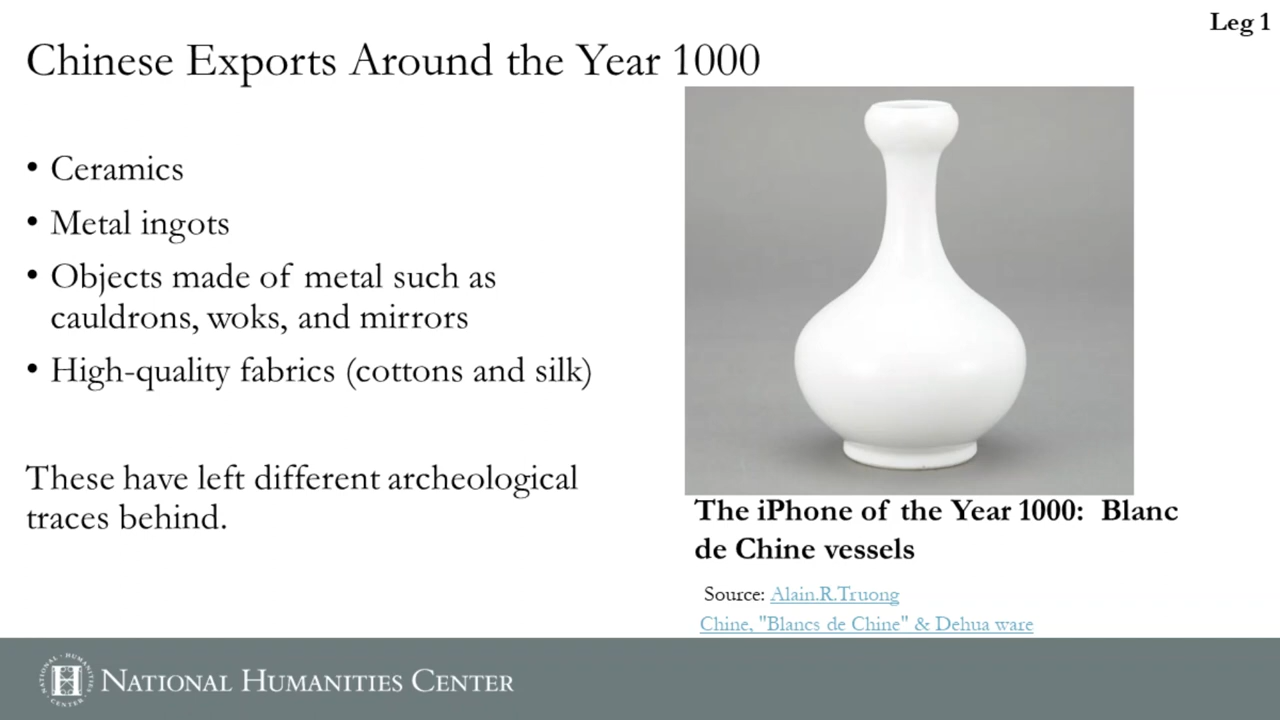 Leg 1
Chinese Exports Around the Year 1000
• Ceramics
• Metal ingots
• Objects made of metal such as
cauldrons, woks, and mirrors
• High-quality fabrics (cottons and silk)
These have left different archeological
traces behind.
The iPhone of the Year 1000: Blanc
de Chine vessels
Source: Alain.R.Truong
Chine, "Blancs de Chine" & Dehua ware
NATIONAL HUMANITIES CENTER